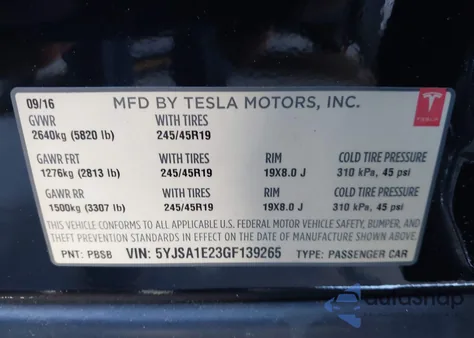 09/16 MFD BY TESLA MOTORS, INC.
TESLA
GVWR WITH TIRES
2640kg (5820 lb) 245/45R19
GAWR FRT WITH TIRES RIM COLD TIRE PRESSURE
1276kg (2813 lb) 245/45R19 19X8.0 J 310 kPa, 45 psi
GAWR RR WITH TIRES RIM COLD TIRE PRESSURE
1500kg (3307 lb) 245/45R19 19X8.0 J 310 kPa, 45 psi
THIS VEHICLE CONFORMS TO ALL APPLICABLE U.S. FEDERAL MOTOR VEHICLE SAFETY, BUMPER, AND
THEFT PREVENTION STANDARDS IN EFFECT ON THE DATE OF MANUFACTURE SHOWN ABOVE.
PNT: PBSB VIN: 5YJSA1E23GF139265 TYPE: PASSENGER CAR
autosnap